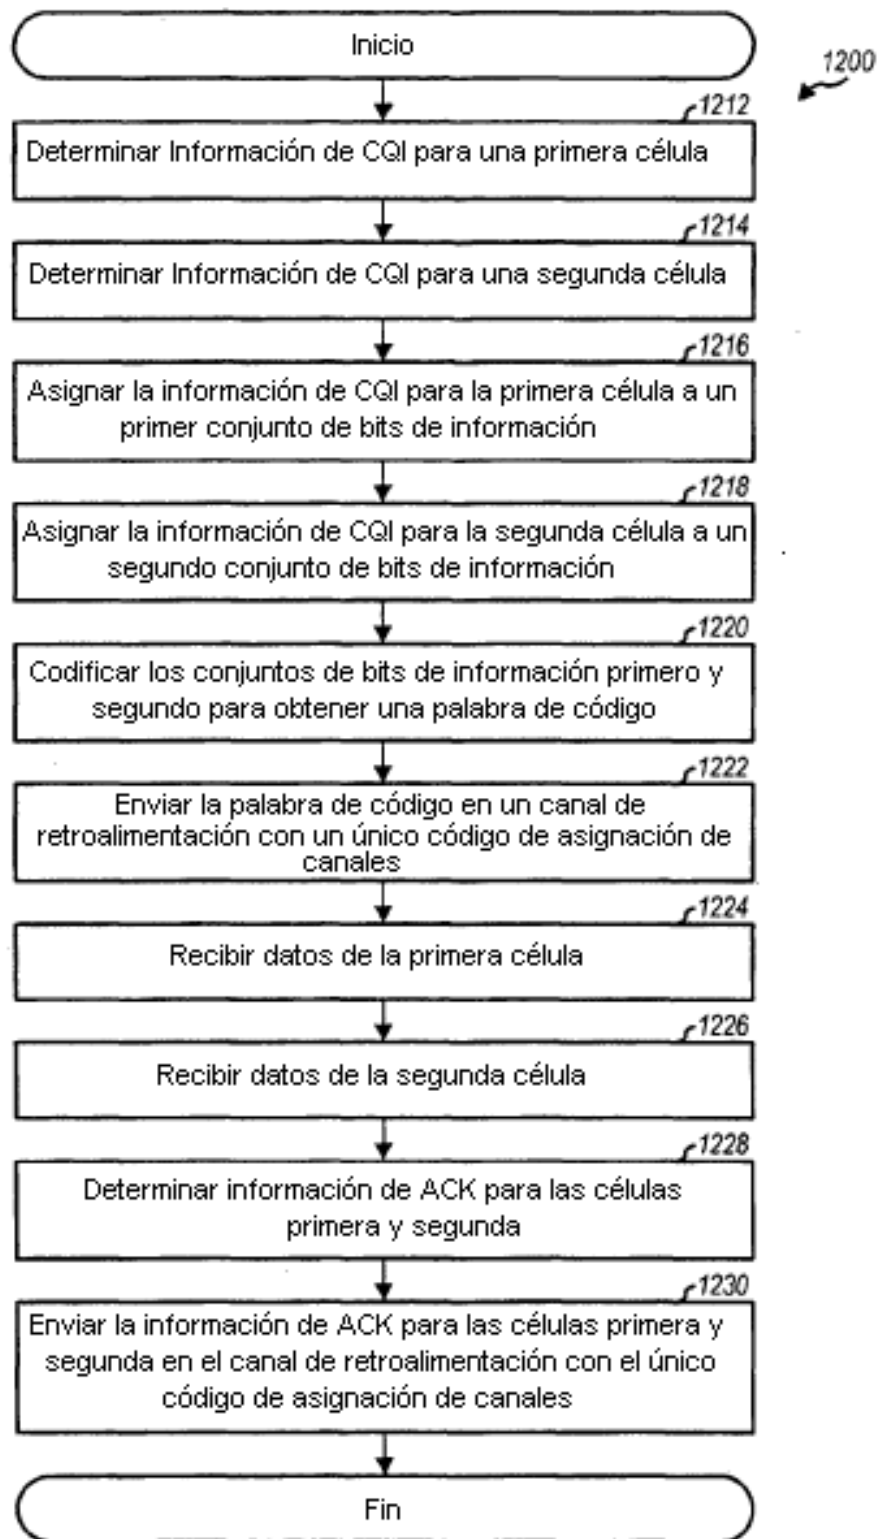 Inicio
1200
1212
Determinar Información de CQI para una primera célula
1214
Determinar Información de CQI para una segunda célula
1216
Asignar la información de CQI para la primera célula a un
primer conjunto de bits de información
1218
Asignar la información de CQI para la segunda célula a un
segundo conjunto de bits de información
1220
Codificar los conjuntos de bits de información primero y
segundo para obtener una palabra de código
1222
Enviar la palabra de código en un canal de
retroalimentación con un único código de asignación de
canales
1224
Recibir datos de la primera célula
1226
Recibir datos de la segunda célula
1228
Determinar información de ACK para las células
primera y segunda
1230
Enviar la información de ACK para las células primera y
segunda en el canal de retroalimentación con el único
código de asignación de canales
Fin